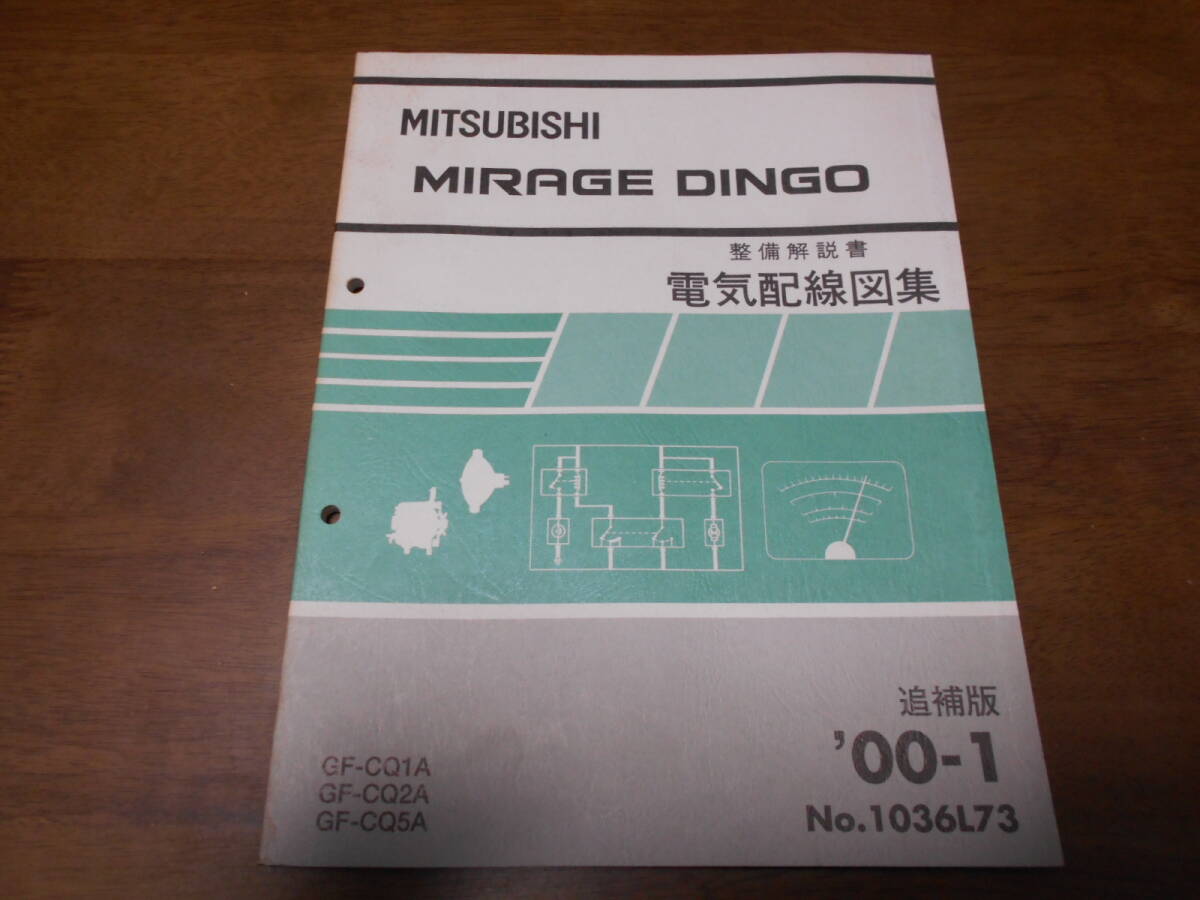 MITSUBISHI
MIRAGE DINGO
整備解説書
電気配線図集
追補版
'00-1
No.1036L73
GF-CQ1A
GF-CQ2A
GF-CQ5A